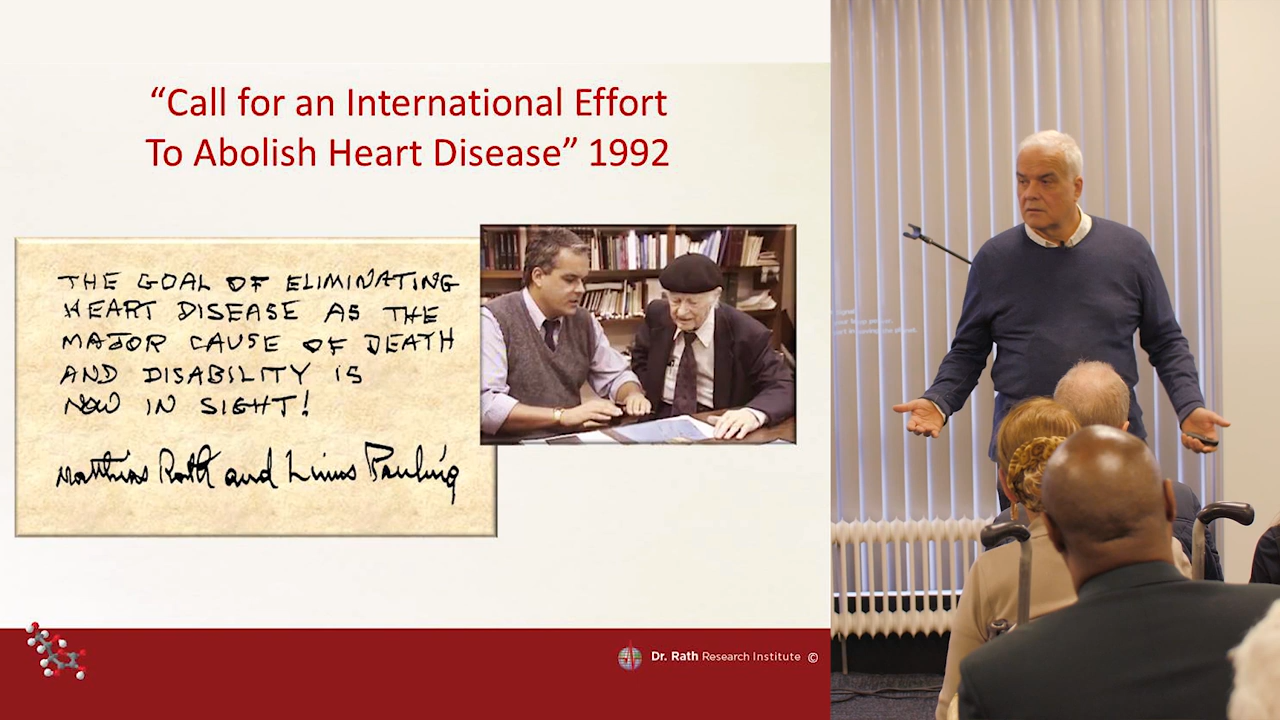 “Call for an International Effort
To Abolish Heart Disease” 1992
THE GOAL OF ELIMINATING
HEART DISEASE AS THE
MAJOR CAUSE OF DEATH
AND DISABILITY IS
NOW IN SIGHT!
Matthias Rath and Linus Pauling
Dr. Rath Research Institute ©